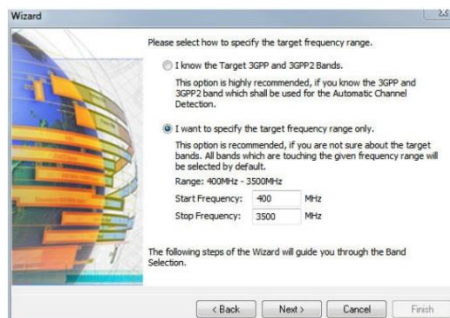 Wizard
Please select how to specify the target frequency range.
I know the Target 3GPP and 3GPP2 Bands.
This option is highly recommended, if you know the 3GPP and
3GPP2 band which shall be used for the Automatic Channel
Detection.
I want to specify the target frequency range only.
This option is recommended, if you are not sure about the target
bands. All bands which are touching the given frequency range will
be selected by default.
Range: 400MHz - 3500MHz
Start Frequency: 400 MHz
Stop Frequency: 3500 MHz
The following steps of the Wizard will guide you through the Band
Selection.
< Back Next > Cancel Finish